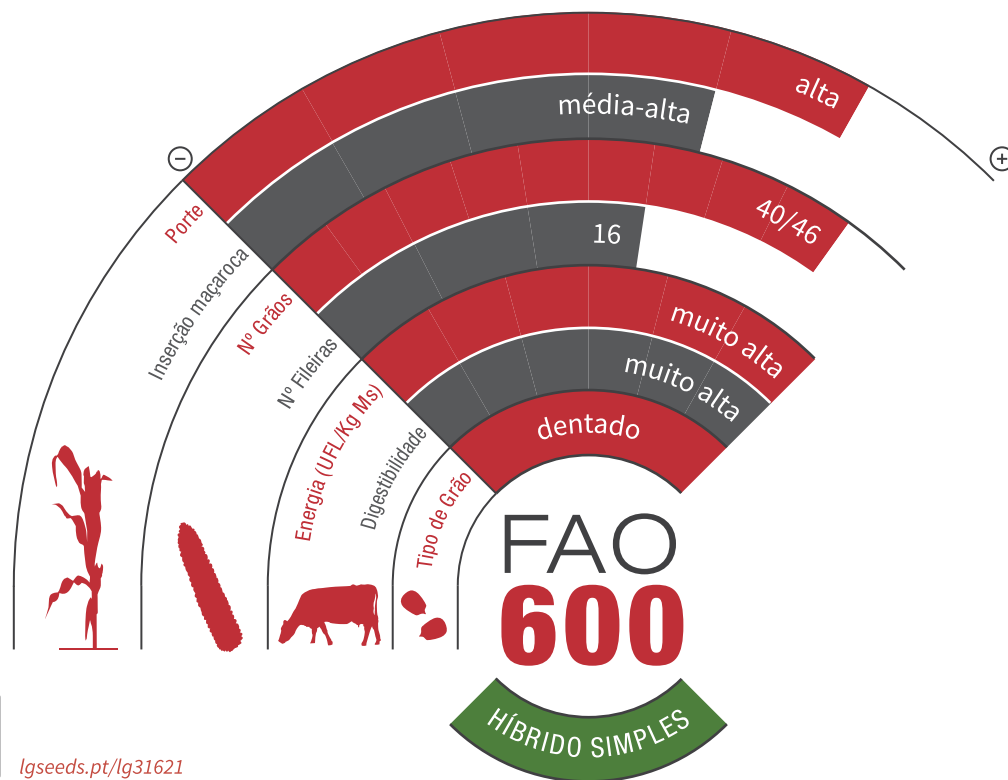 alta
média-alta
40/46
16
muito alta
muito alta
dentado
Porte
Inserção maçaroca
Nº Grãos
Nº Fileiras
Energia (UFL/Kg Ms)
Digestibilidade
Tipo de Grão
FAO
600
HÍBRIDO SIMPLES
lgseeds.pt/lg31621